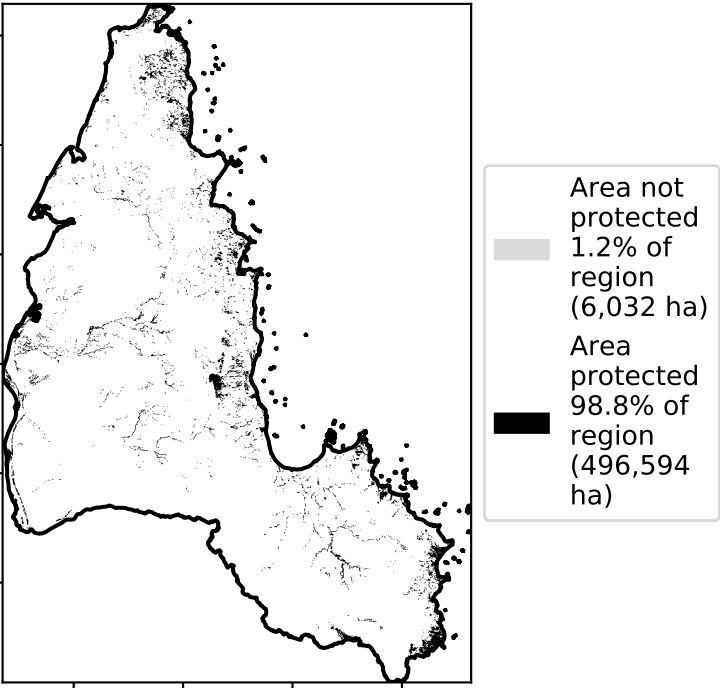 Area not
protected
1.2% of
region
(6,032 ha)
Area
protected
98.8% of
region
(496,594
ha)